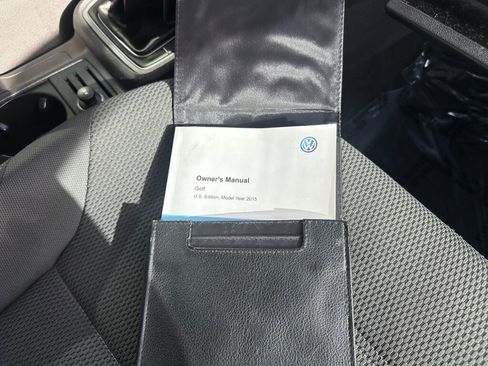 Owner's Manual
Golf
U.S. Edition, Model Year 2015